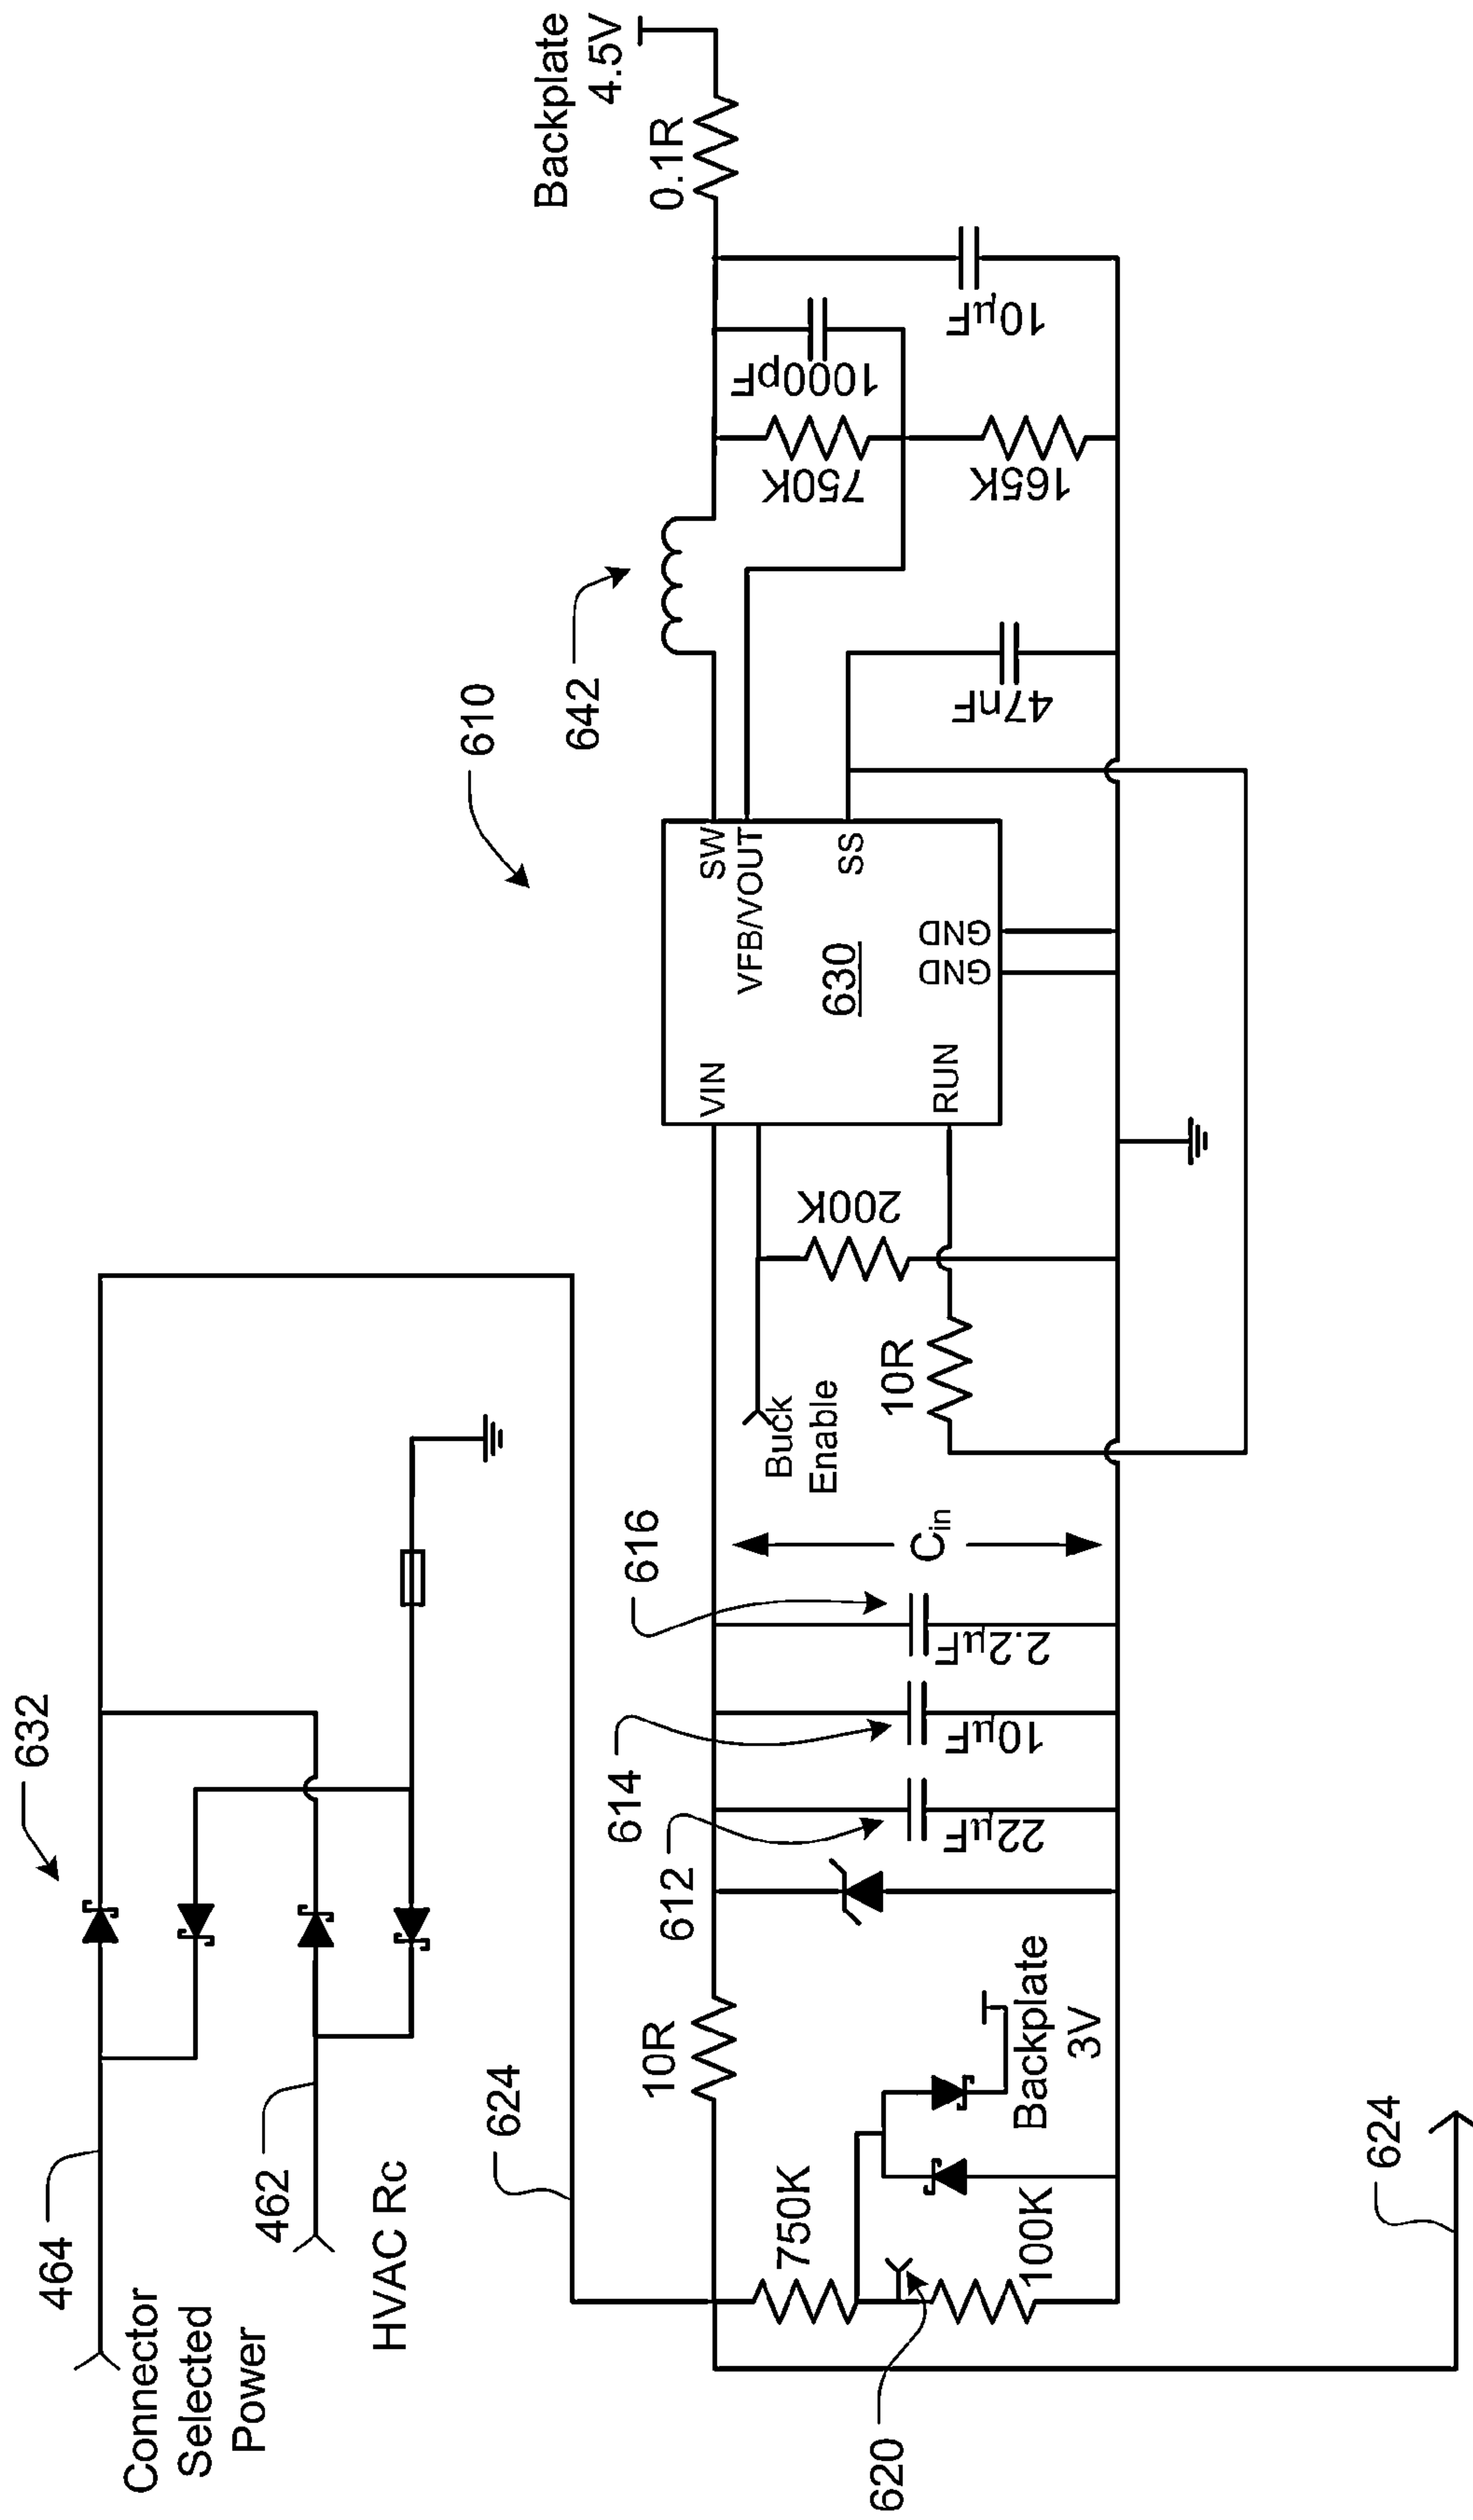 632
464
Connector
Selected
Power
462
HVAC Rc
624
610
642
Backplate
4.5V
0.1R
10R
612
614
616
22µF
10µF
2.2µF
Cin
Buck
Enable
200K
10R
VIN
RUN
630
SW
VFB/VOUT
SS
GND
GND
47nF
750K
165K
1000pF
10µF
750K
100K
620
Backplate
3V
624